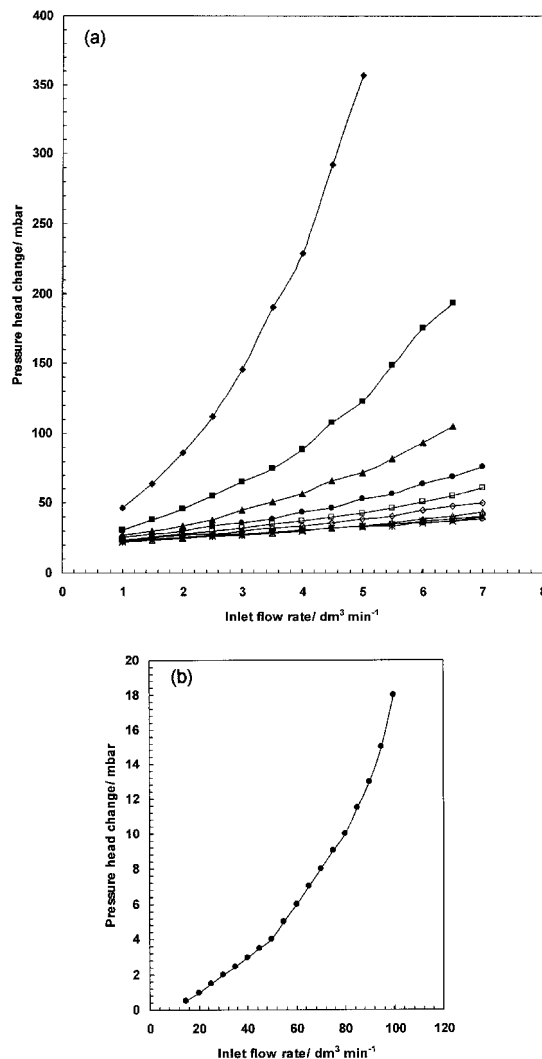 (a)
Pressure head change/ mbar
400
350
300
250
200
150
100
50
0
0 1 2 3 4 5 6 7 8
Inlet flow rate/ dm³ min⁻¹
(b)
Pressure head change/ mbar
20
18
16
14
12
10
8
6
4
2
0
0 20 40 60 80 100 120
Inlet flow rate/ dm³ min⁻¹